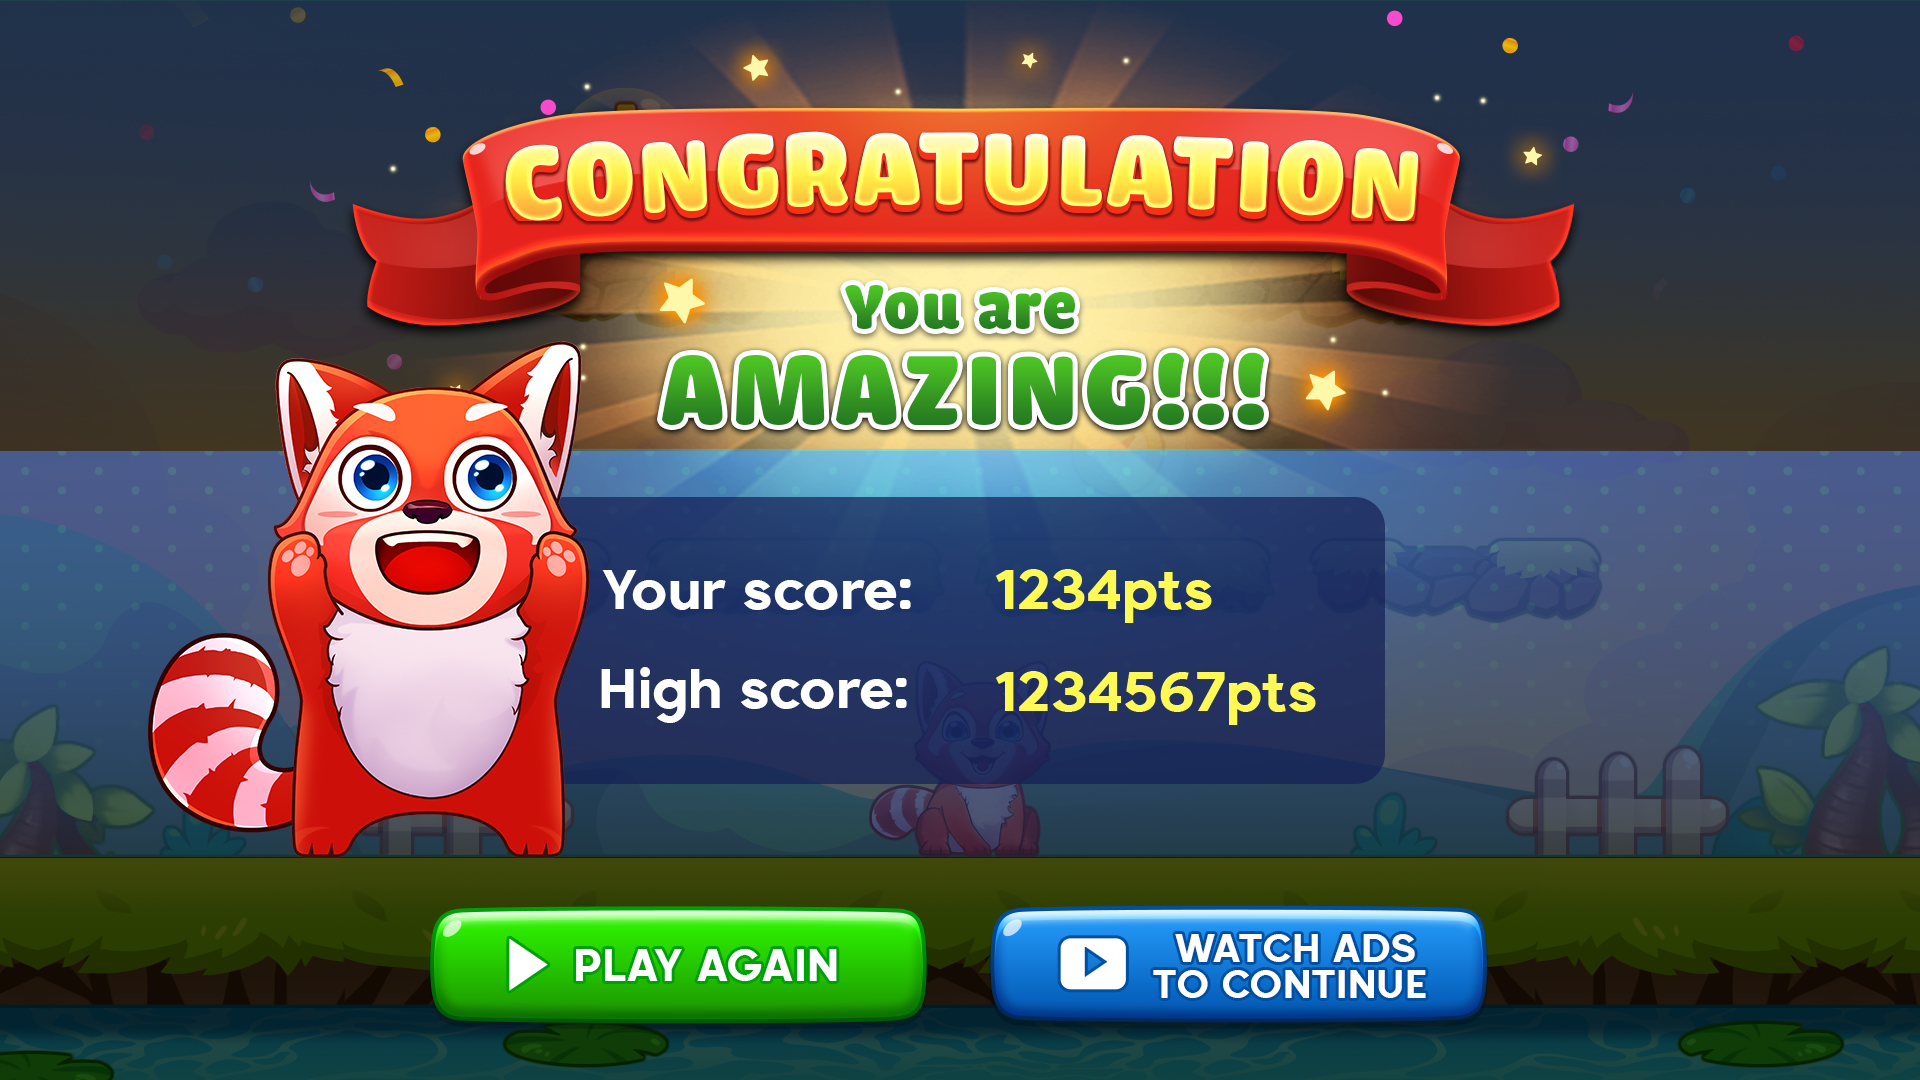 CONGRATULATION
You are
AMAZING!!!
Your score: 1234pts
High score: 1234567pts
PLAY AGAIN
WATCH ADS
TO CONTINUE